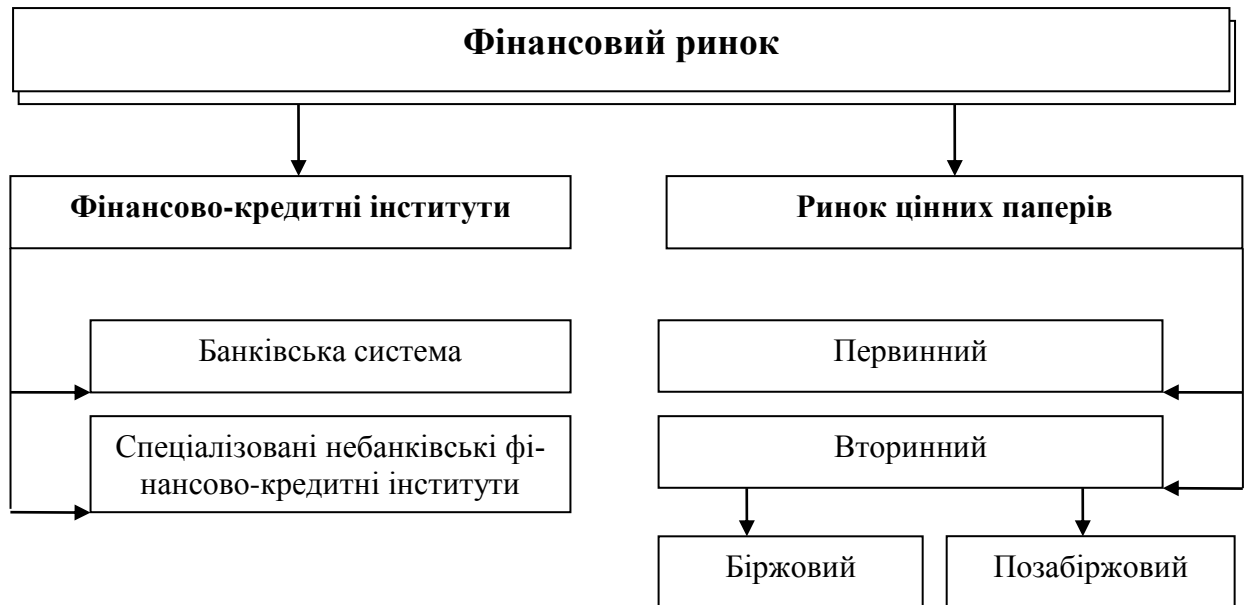 Фінансовий ринок
Фінансово-кредитні інститути
Ринок цінних паперів
Банківська система
Первинний
Спеціалізовані небанківські фі-
нансово-кредитні інститути
Вторинний
Біржовий
Позабіржовий